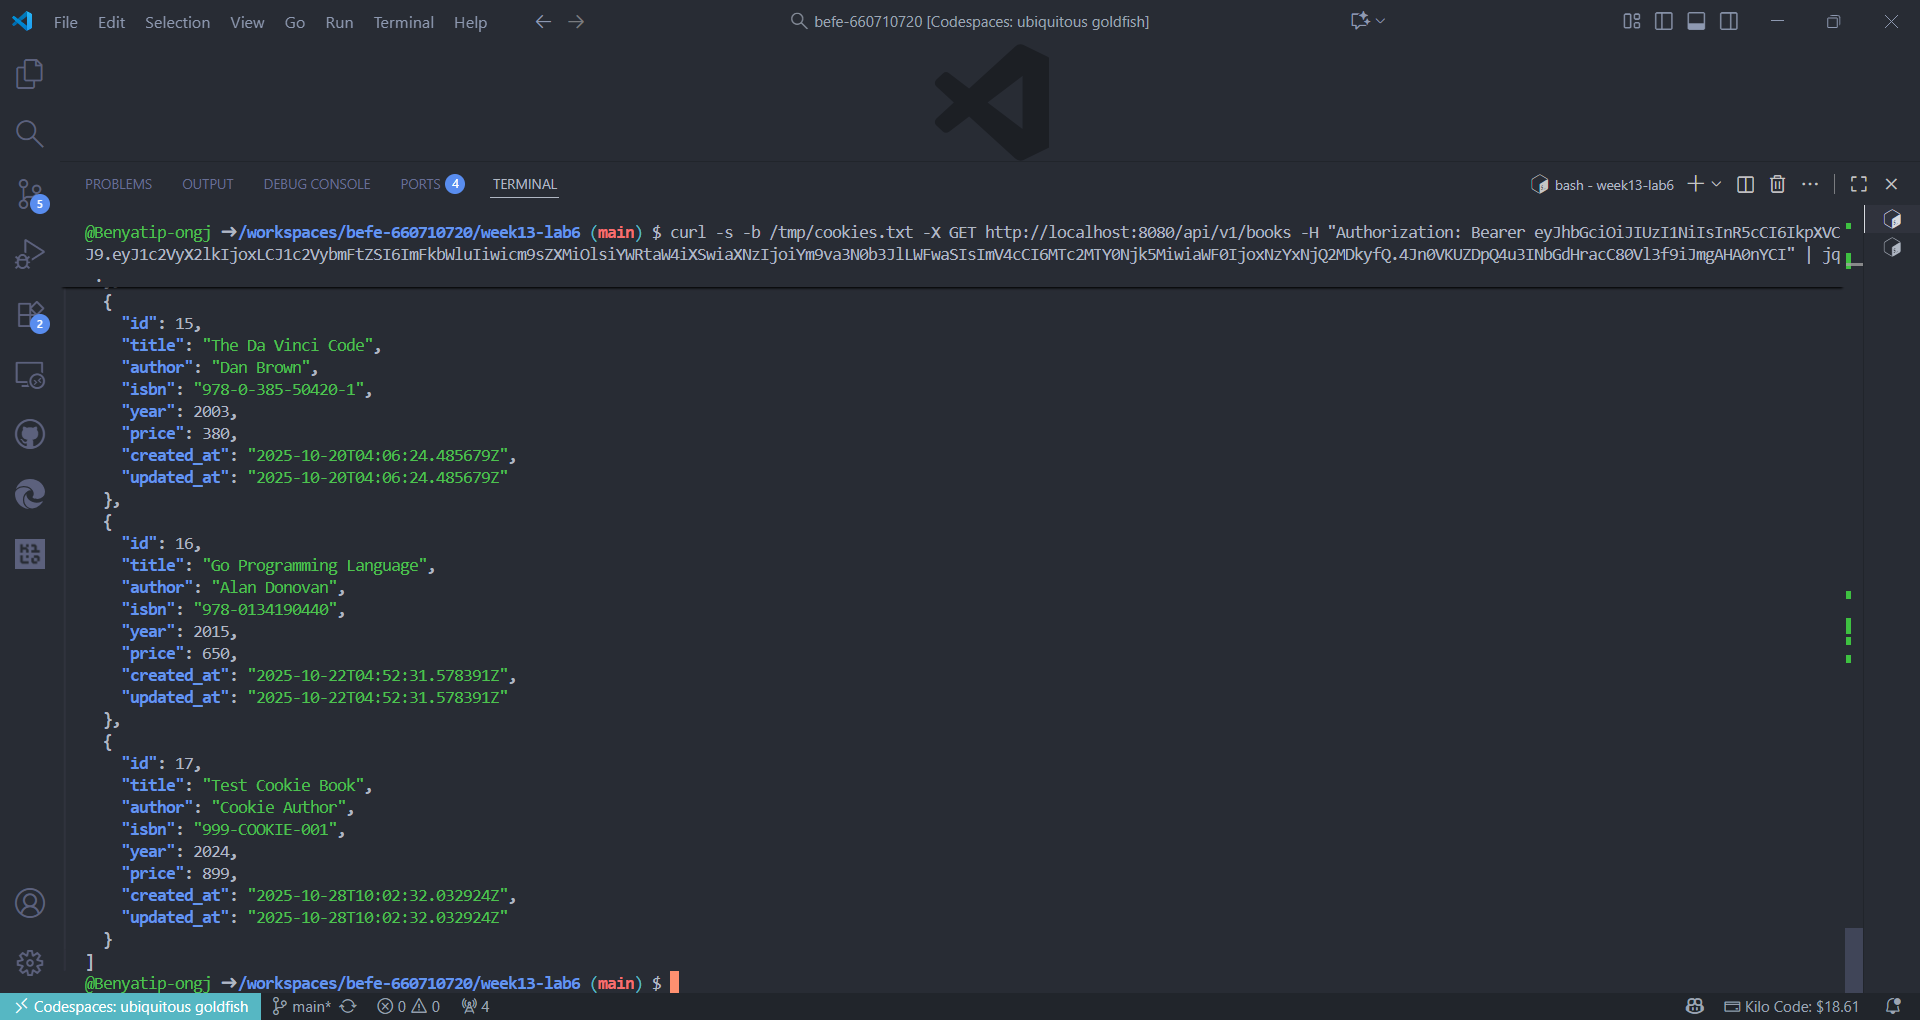 File Edit Selection View Go Run Terminal Help
befe-660710720 [Codespaces: ubiquitous goldfish]
PROBLEMS OUTPUT DEBUG CONSOLE PORTS 4 TERMINAL
bash - week13-lab6
5
2
@Benyatip-ongj ➜/workspaces/befe-660710720/week13-lab6 (main) $ curl -s -b /tmp/cookies.txt -X GET http://localhost:8080/api/v1/books -H "Authorization: Bearer eyJhbGciOiJIUzI1NiIsInR5cCI6IkpXVC
J9.eyJ1c2VyX2lkIjoxLCJ1c2VybmFtZSI6ImFkbWluIiwicm9sZXMiOlsiYWRtaW4iXSwiaXNzIjoiYm9va3N0b3JlLWFwaSIsImV4cCI6MTc2MTY0Njk5MiwiaWF0IjoxNzYxNjQ2MDkyfQ.4Jn0VKUZDpQ4u3INbGdHracC80Vl3f9iJmgAHA0nYCI" | jq
{
"id": 15,
"title": "The Da Vinci Code",
"author": "Dan Brown",
"isbn": "978-0-385-50420-1",
"year": 2003,
"price": 380,
"created_at": "2025-10-20T04:06:24.485679Z",
"updated_at": "2025-10-20T04:06:24.485679Z"
},
{
"id": 16,
"title": "Go Programming Language",
"author": "Alan Donovan",
"isbn": "978-0134190440",
"year": 2015,
"price": 650,
"created_at": "2025-10-22T04:52:31.578391Z",
"updated_at": "2025-10-22T04:52:31.578391Z"
},
{
"id": 17,
"title": "Test Cookie Book",
"author": "Cookie Author",
"isbn": "999-COOKIE-001",
"year": 2024,
"price": 899,
"created_at": "2025-10-28T10:02:32.032924Z",
"updated_at": "2025-10-28T10:02:32.032924Z"
}
]
@Benyatip-ongj ➜/workspaces/befe-660710720/week13-lab6 (main) $
Codespaces: ubiquitous goldfish main* 0 0 4 Kilo Code: $18.61